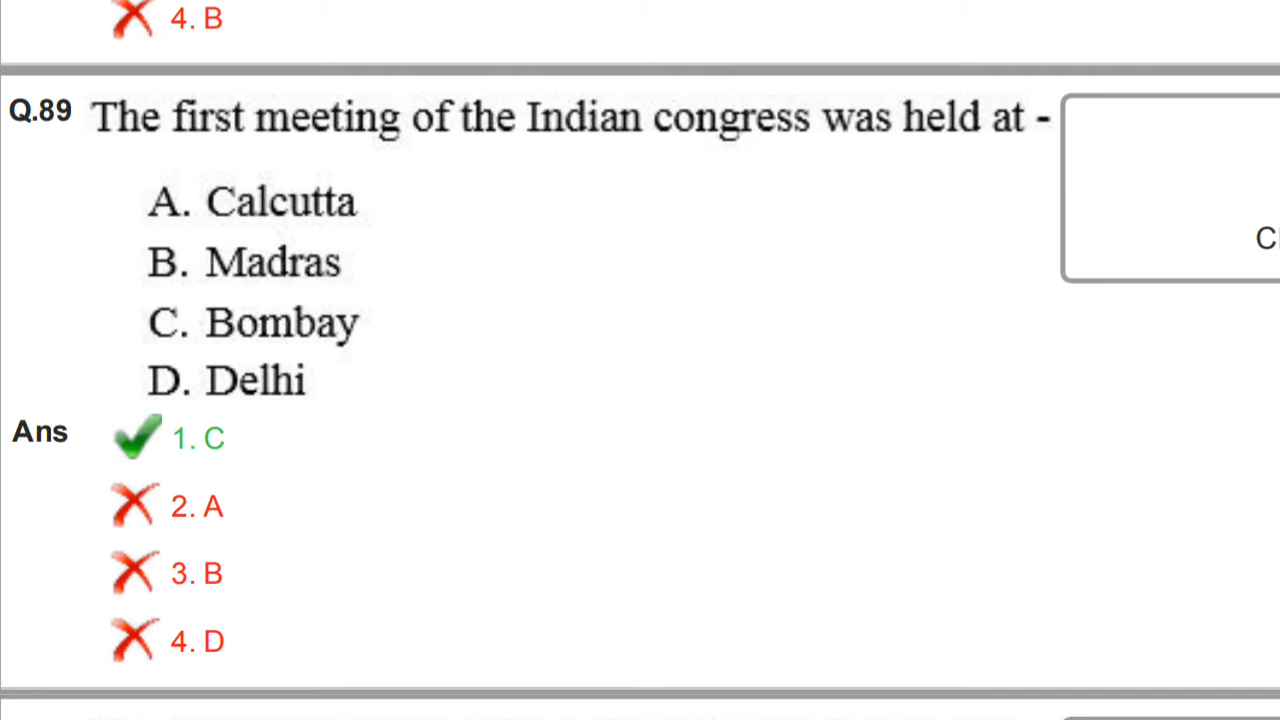 4. B
Q.89 The first meeting of the Indian congress was held at -
A. Calcutta
B. Madras
C. Bombay
D. Delhi
Ans 1. C
2. A
3. B
4. D